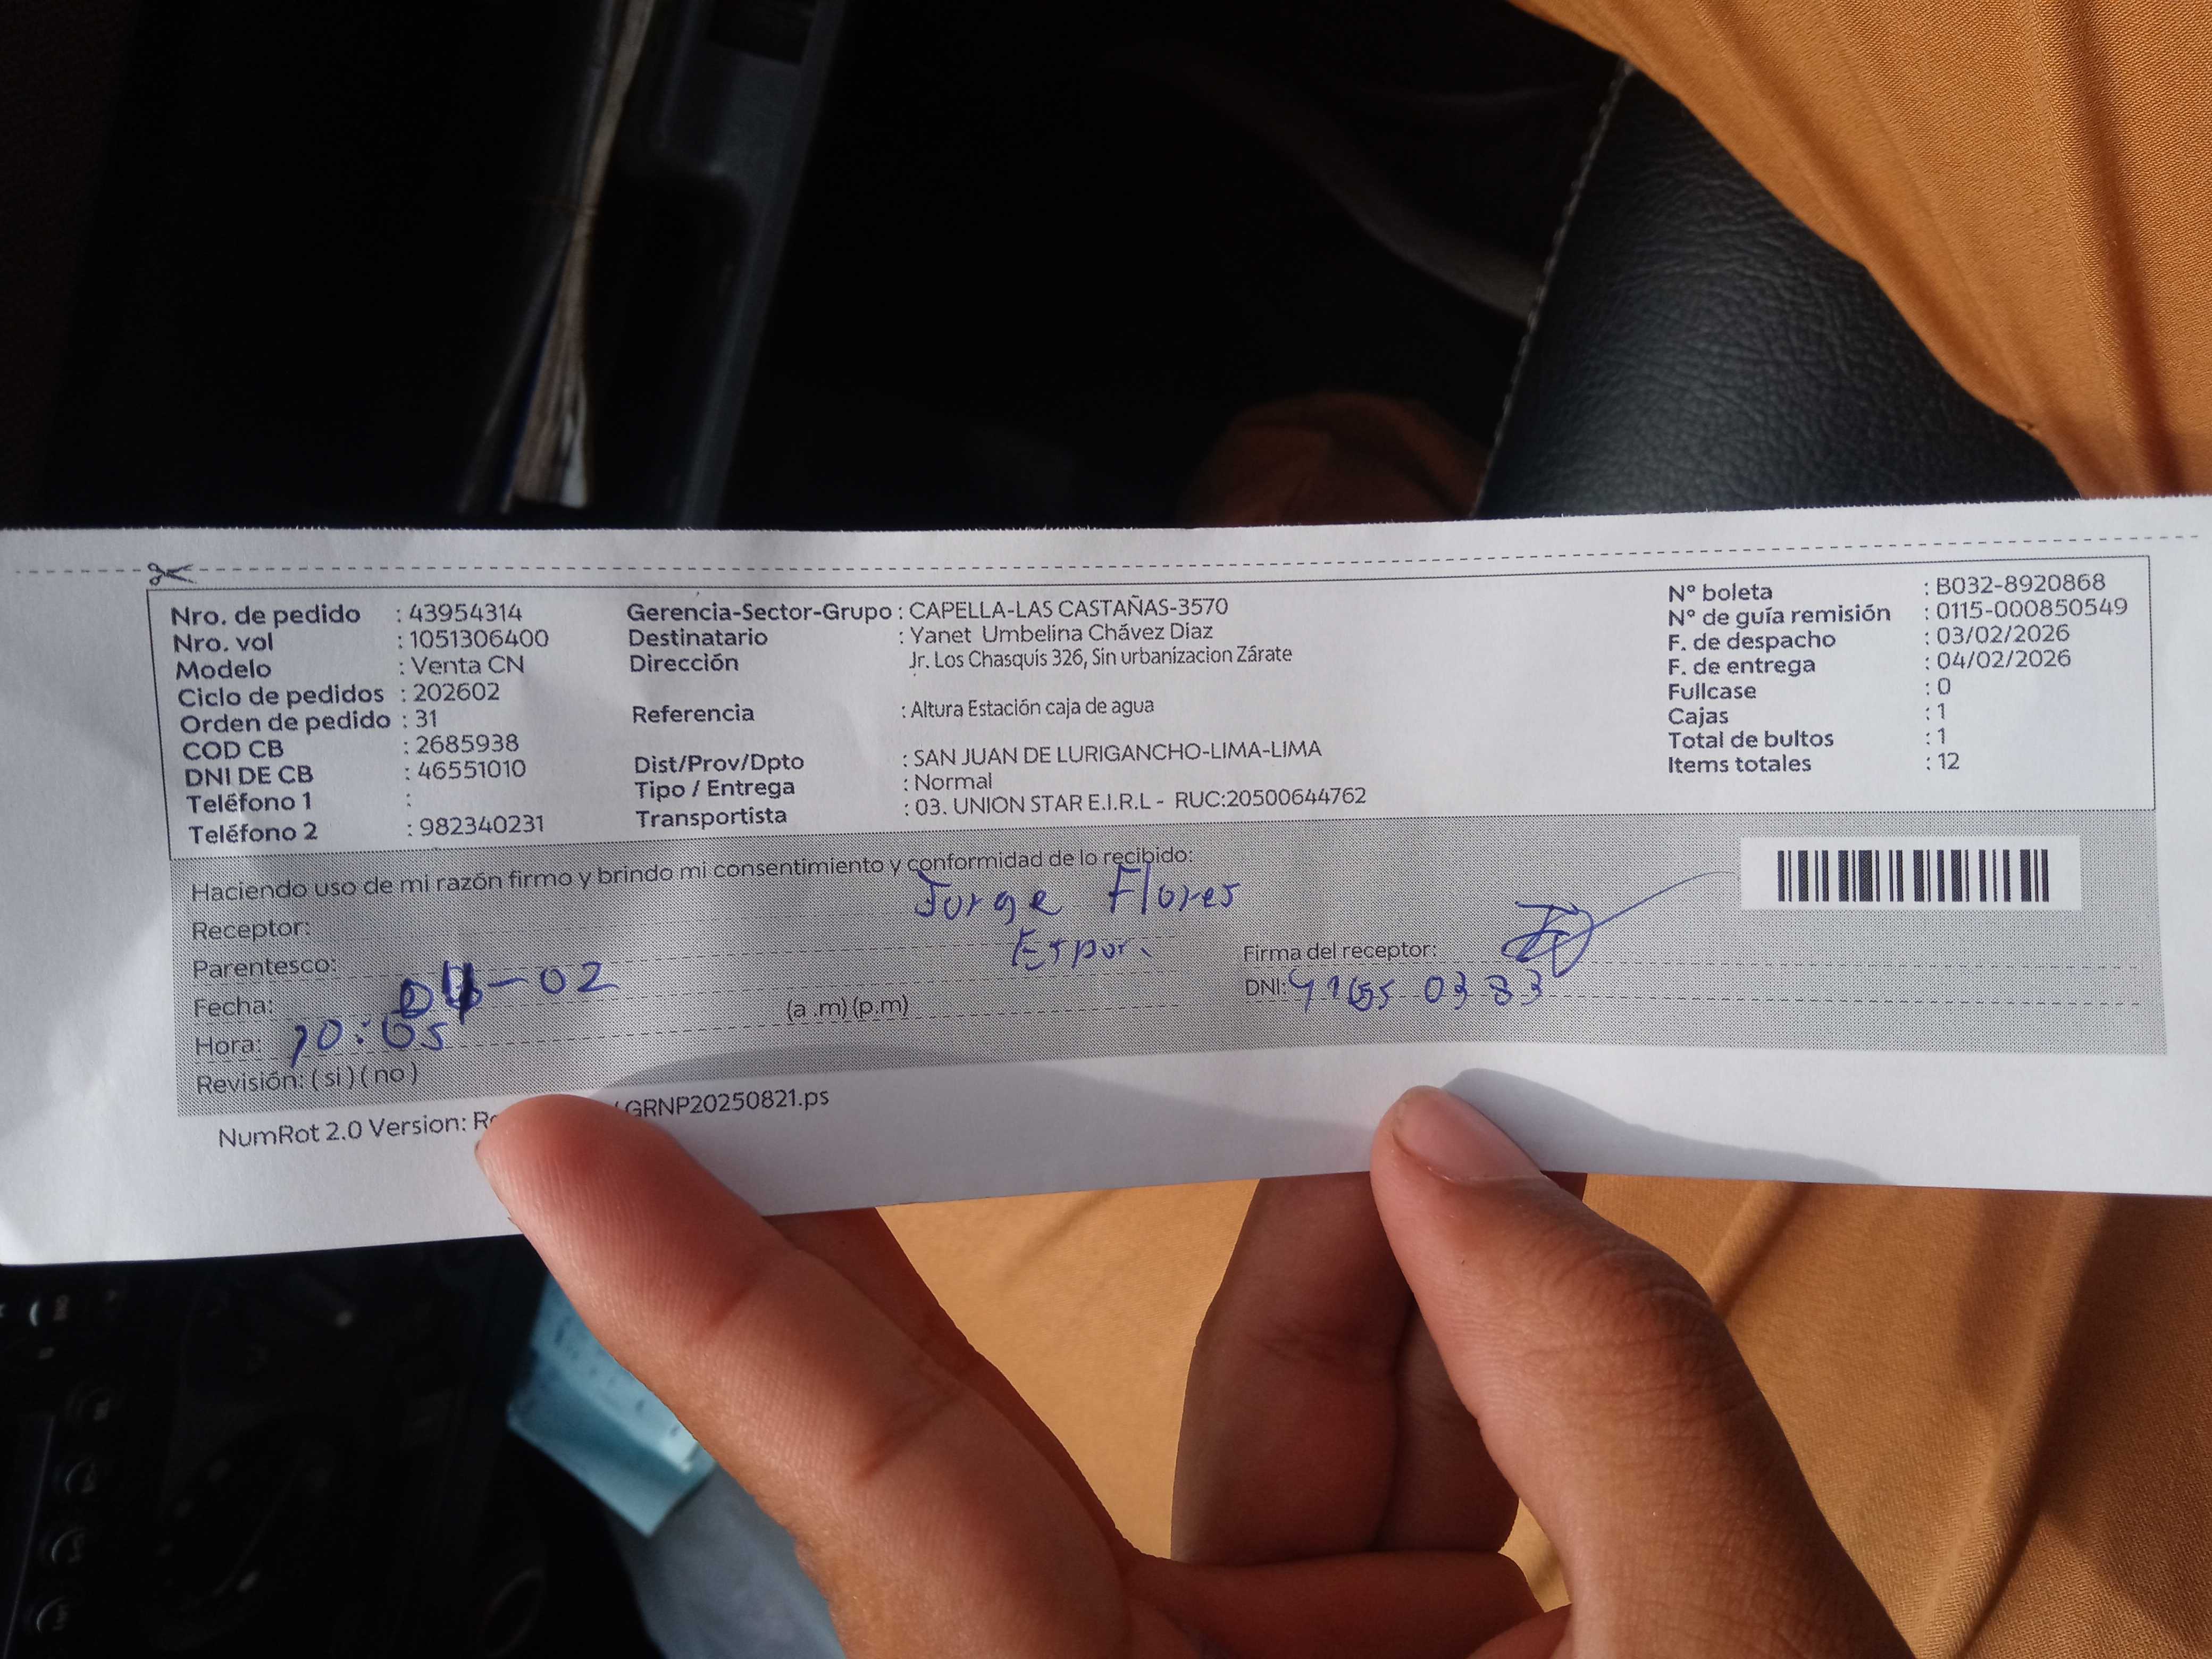 Nro. de pedido : 43954314
Nro. vol : 1051306400
Modelo : Venta CN
Ciclo de pedidos : 202602
Orden de pedido : 31
COD CB : 2685938
DNI DE CB : 46551010
Teléfono 1 :
Teléfono 2 : 982340231
Gerencia-Sector-Grupo : CAPELLA-LAS CASTAÑAS-3570
Destinatario : Yanet Umbelina Chávez Diaz
Dirección Jr. Los Chasquis 326, Sin urbanizacion Zárate
Referencia : Altura Estación caja de agua
Dist/Prov/Dpto : SAN JUAN DE LURIGANCHO-LIMA-LIMA
Tipo / Entrega : Normal
Transportista : 03. UNION STAR E.I.R.L - RUC:20500644762
N° boleta : B032-8920868
N° de guía remisión : 0115-000850549
F. de despacho : 03/02/2026
F. de entrega : 04/02/2026
Fullcase : 0
Cajas : 1
Total de bultos : 1
Items totales : 12
Haciendo uso de mi razón firmo y brindo mi consentimiento y conformidad de lo recibido:
Receptor: Jorge Flores
Parentesco: Espor.
Firma del receptor:
Fecha: 04-02
DNI:
Hora: 10:05 (a .m) (p.m)
Revisión: ( si ) ( no )
NumRot 2.0 Version: GRNP20250821.ps